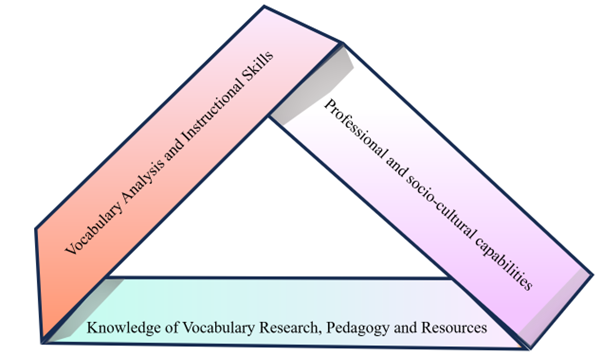 Vocabulary Analysis and Instructional Skills
Professional and socio-cultural capabilities
Knowledge of Vocabulary Research, Pedagogy and Resources